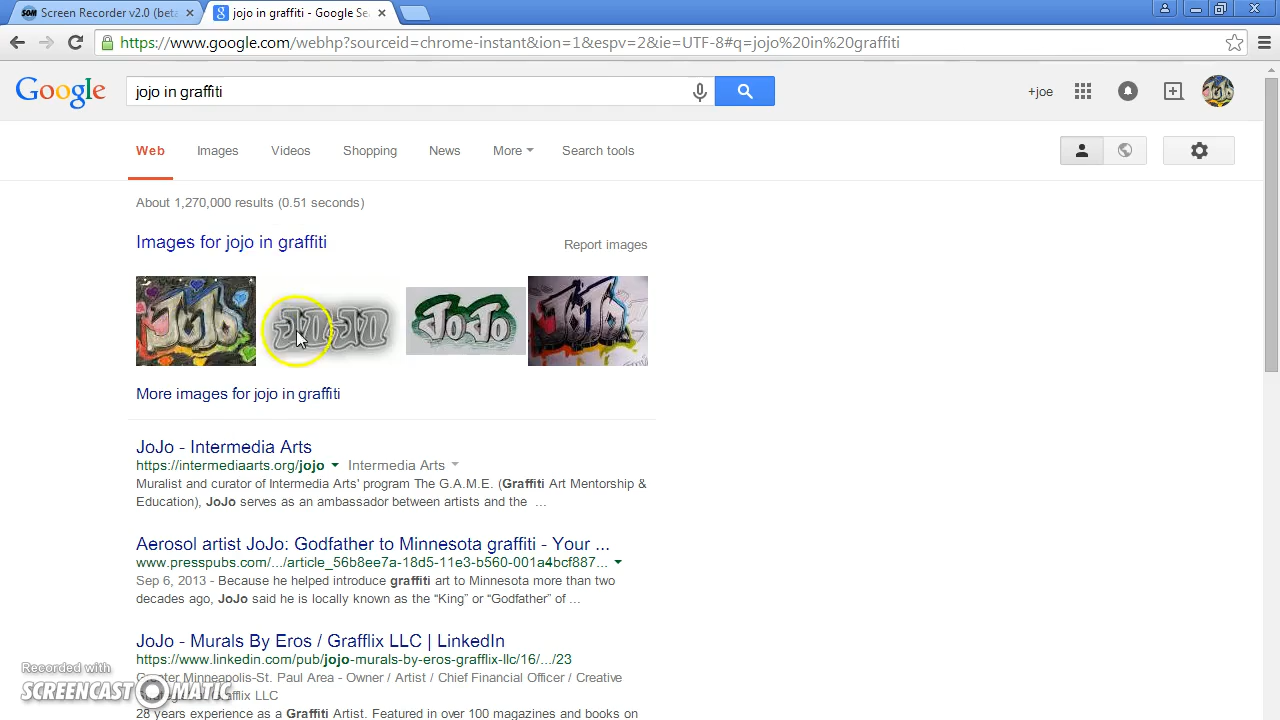 Screen Recorder v2.0 (beta
jojo in graffiti - Google Se
https://www.google.com/webhp?sourceid=chrome-instant&ion=1&espv=2&ie=UTF-8#q=jojo%20in%20graffiti
Google
jojo in graffiti
+joe
Web Images Videos Shopping News More Search tools
About 1,270,000 results (0.51 seconds)
Images for jojo in graffiti
Report images
JoJo
JOJO
JoJo
JoJo
More images for jojo in graffiti
JoJo - Intermedia Arts
https://intermediaarts.org/jojo Intermedia Arts
Muralist and curator of Intermedia Arts' program The G.A.M.E. (Graffiti Art Mentorship &
Education), JoJo serves as an ambassador between artists and the ...
Aerosol artist JoJo: Godfather to Minnesota graffiti - Your ...
www.presspubs.com/.../article_56b8ee7a-18d5-11e3-b560-001a4bcf887...
Sep 6, 2013 - Because he helped introduce graffiti art to Minnesota more than two
decades ago, JoJo said he is locally known as the “King” or “Godfather” of ...
JoJo - Murals By Eros / Grafflix LLC | LinkedIn
https://www.linkedin.com/pub/jojo-murals-by-eros-grafflix-llc/16/.../23
Minneapolis-St. Paul Area - Owner / Artist / Chief Financial Officer / Creative
Grafflix LLC
28 years experience as a Graffiti Artist. Featured in over 100 magazines and books on
Recorded with
SCREENCAST MATIC